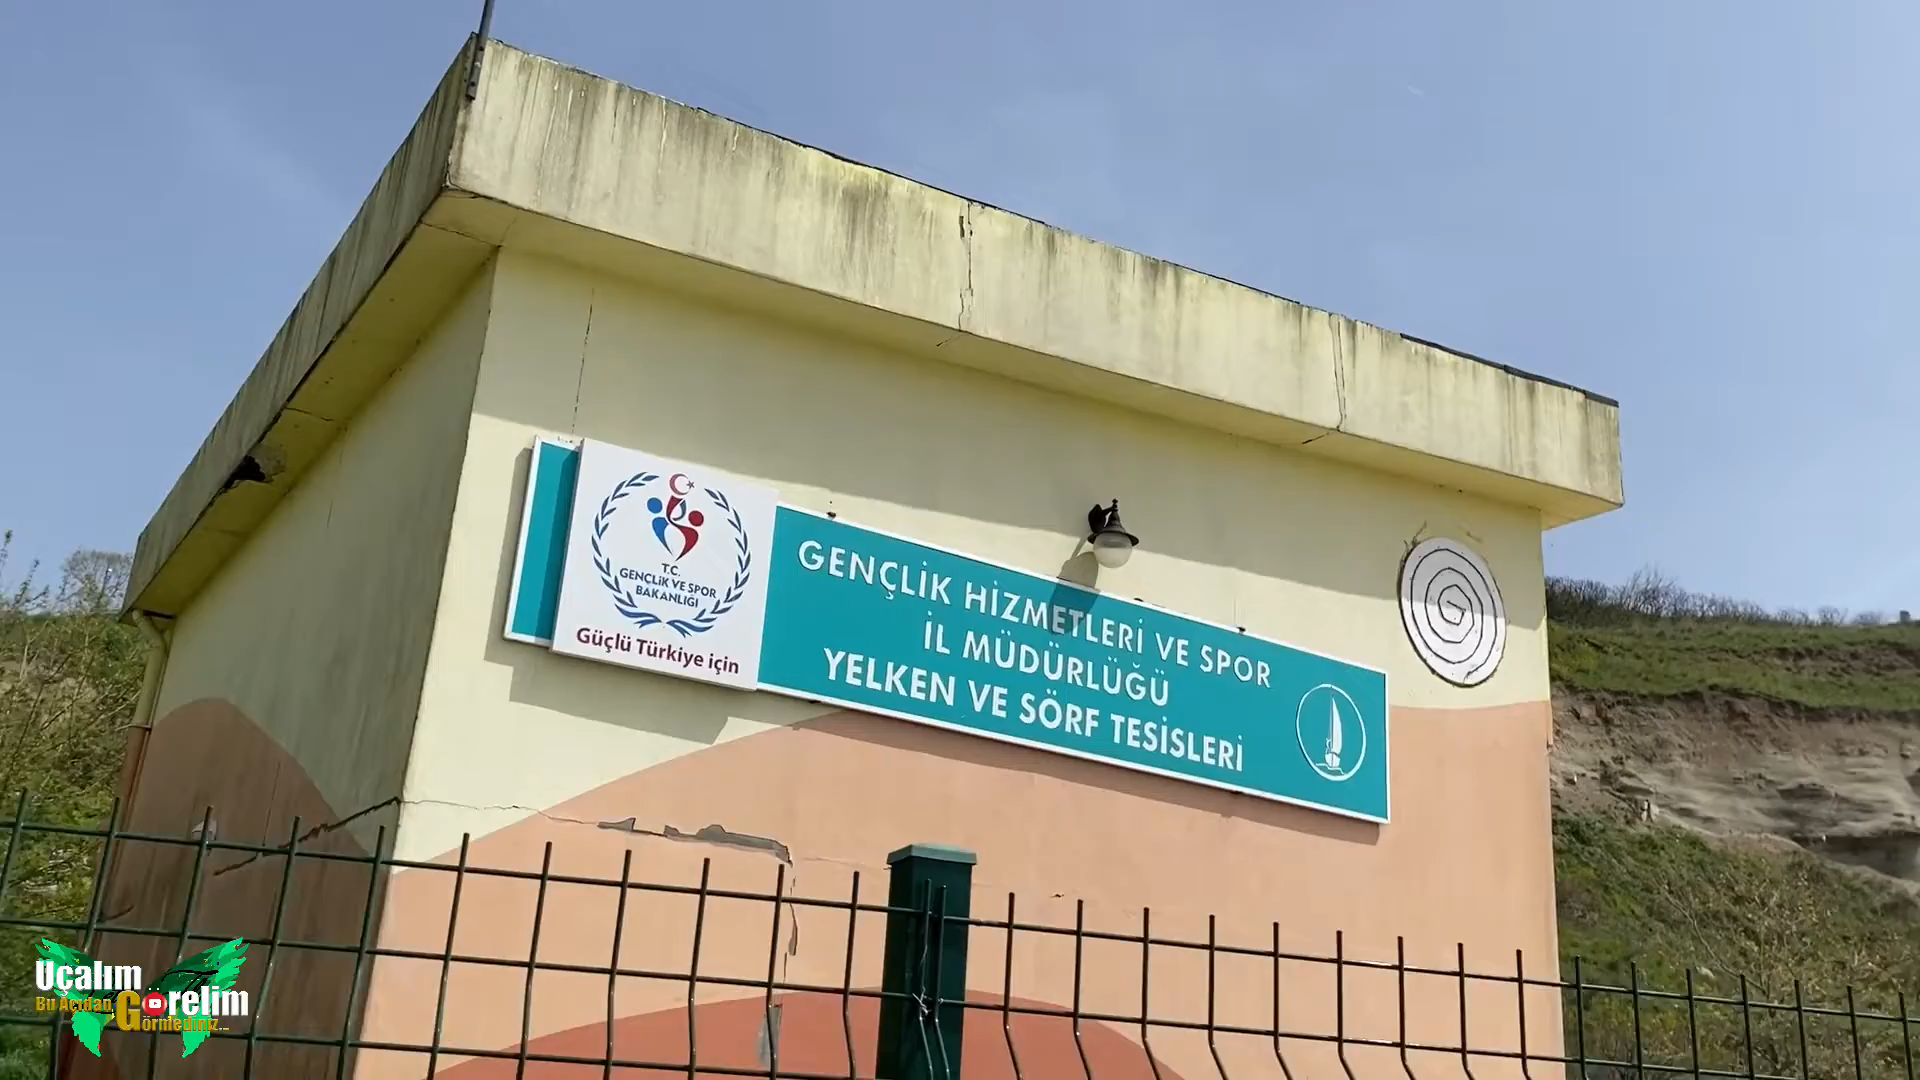 T.C.
GENÇLİK VE SPOR
BAKANLIĞI
Güçlü Türkiye için
GENÇLİK HİZMETLERİ VE SPOR
İL MÜDÜRLÜĞÜ
YELKEN VE SÖRF TESİSLERİ
Uçalım
Bu Açıdan
Görelim
Görmediniz...